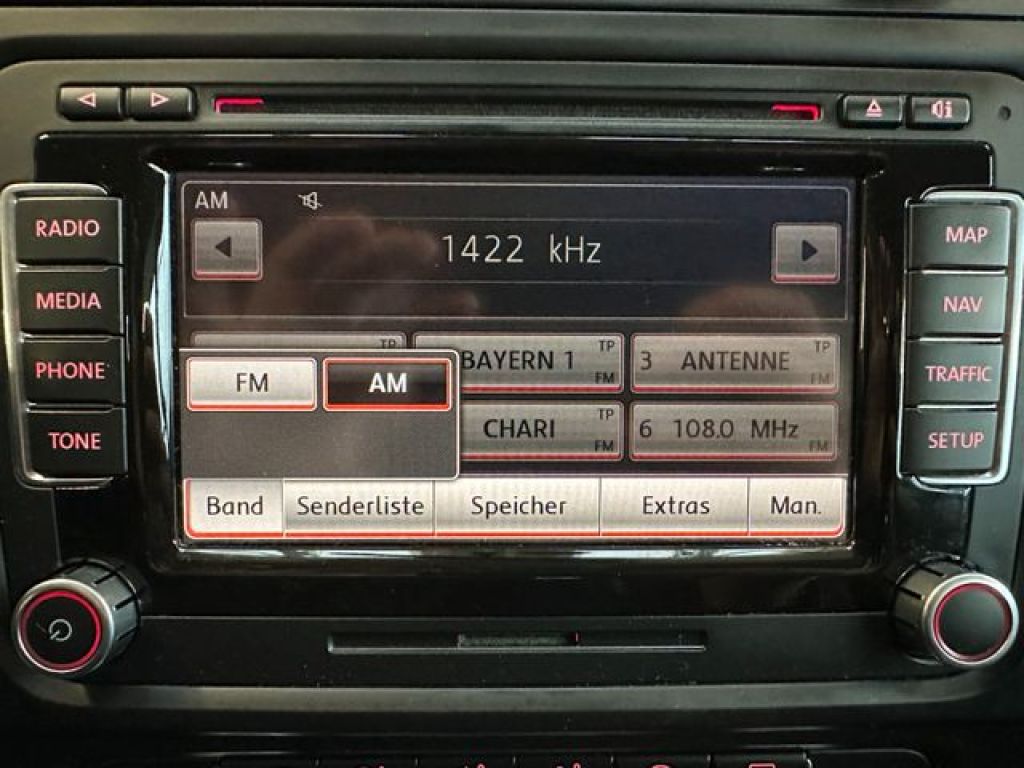 AM
1422 kHz
RADIO
MEDIA
PHONE
TONE
MAP
NAV
TRAFFIC
SETUP
TP
BAYERN 1 TP FM
3 ANTENNE TP FM
FM AM
CHARI TP FM
6 108.0 MHz FM
Band Senderliste Speicher Extras Man.